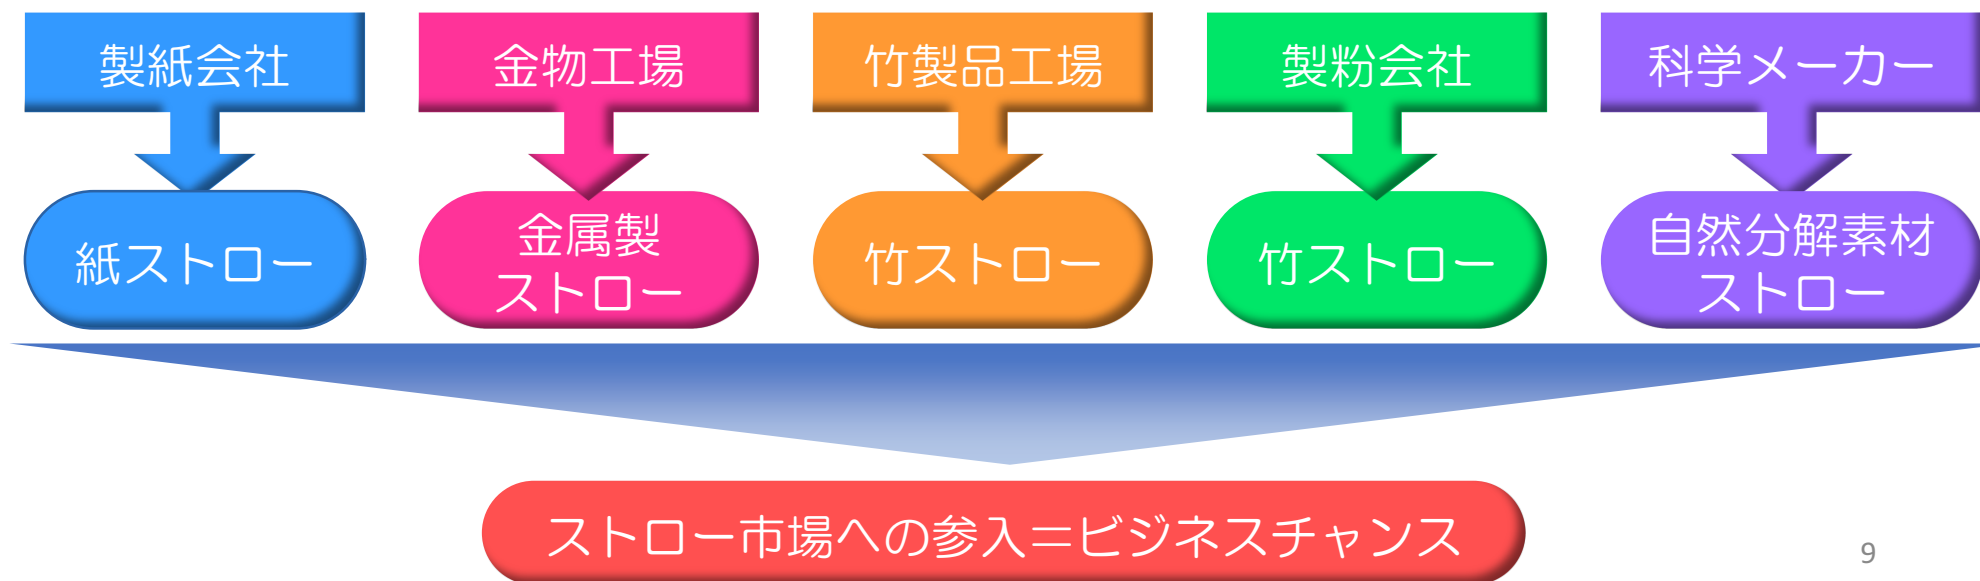 製紙会社
金物工場
竹製品工場
製粉会社
科学メーカー
紙ストロー
金属製
ストロー
竹ストロー
竹ストロー
自然分解素材
ストロー
ストロー市場への参入＝ビジネスチャンス
9